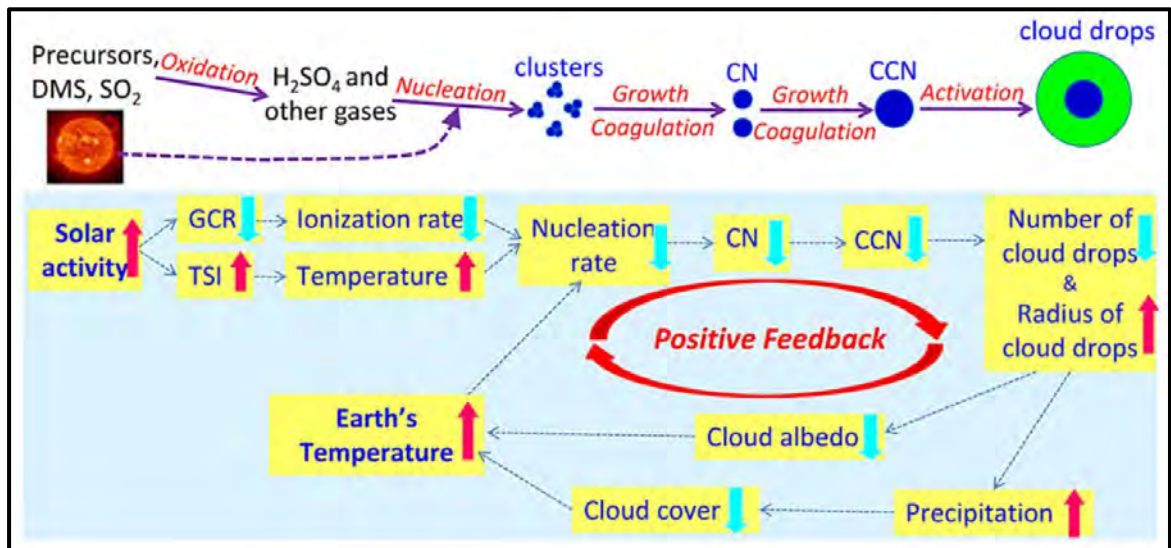 Precursors,
DMS, SO₂
Oxidation
H₂SO₄ and
other gases
Nucleation
clusters
Growth
Coagulation
CN
Growth
Coagulation
CCN
Activation
cloud drops
Solar
activity
GCR
Ionization rate
TSI
Temperature
Nucleation
rate
CN
CCN
Number of
cloud drops
&
Radius of
cloud drops
Positive Feedback
Earth's
Temperature
Cloud albedo
Cloud cover
Precipitation